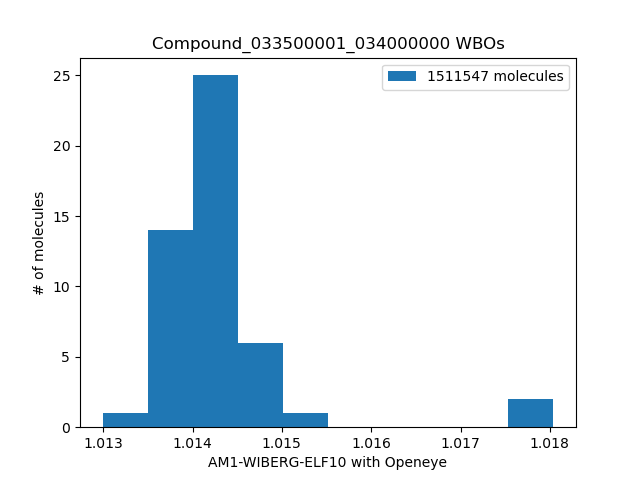 Compound_033500001_034000000 WBOs
1511547 molecules
# of molecules
25
20
15
10
5
0
1.013 1.014 1.015 1.016 1.017 1.018
AM1-WIBERG-ELF10 with Openeye